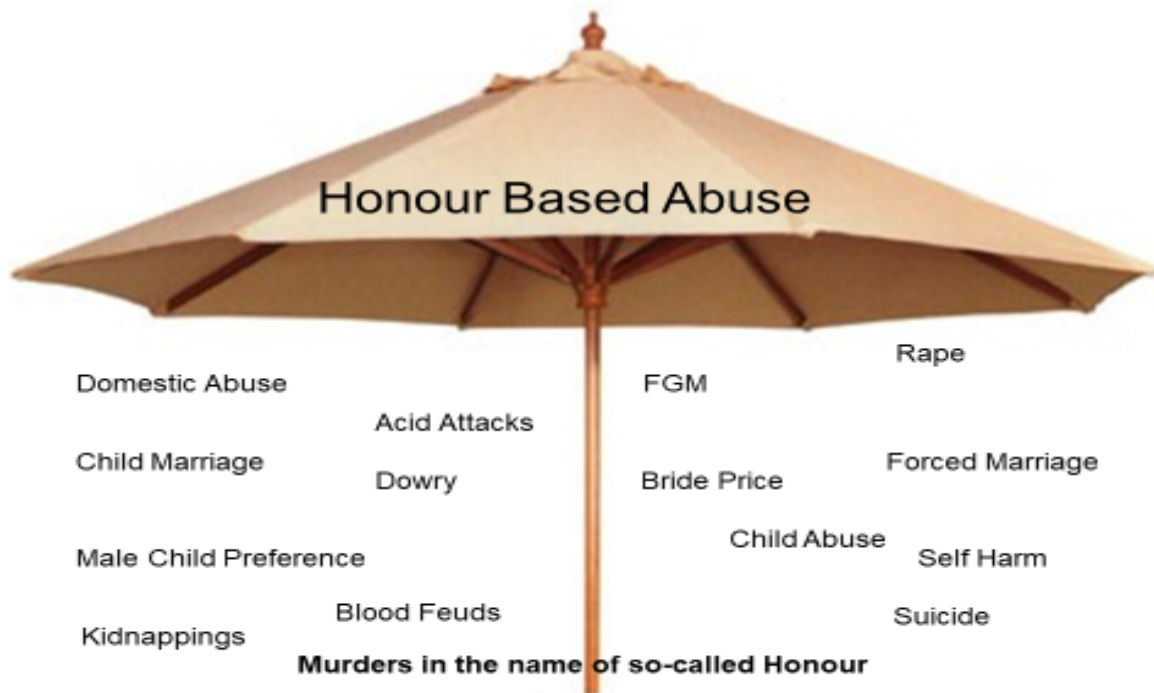 Honour Based Abuse
Rape
Domestic Abuse
FGM
Acid Attacks
Child Marriage
Forced Marriage
Dowry
Bride Price
Child Abuse
Male Child Preference
Self Harm
Blood Feuds
Suicide
Kidnappings
Murders in the name of so-called Honour